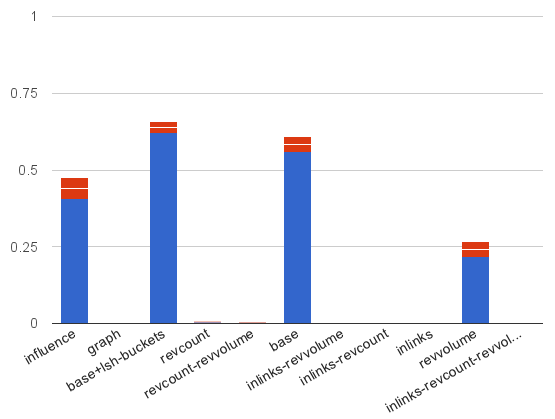 1
0.75
0.5
0.25
0
influence
graph
base+lsh-buckets
revcount
revcount-revvolume
base
inlinks-revvolume
inlinks-revcount
inlinks
revvolume
inlinks-revcount-revvol...